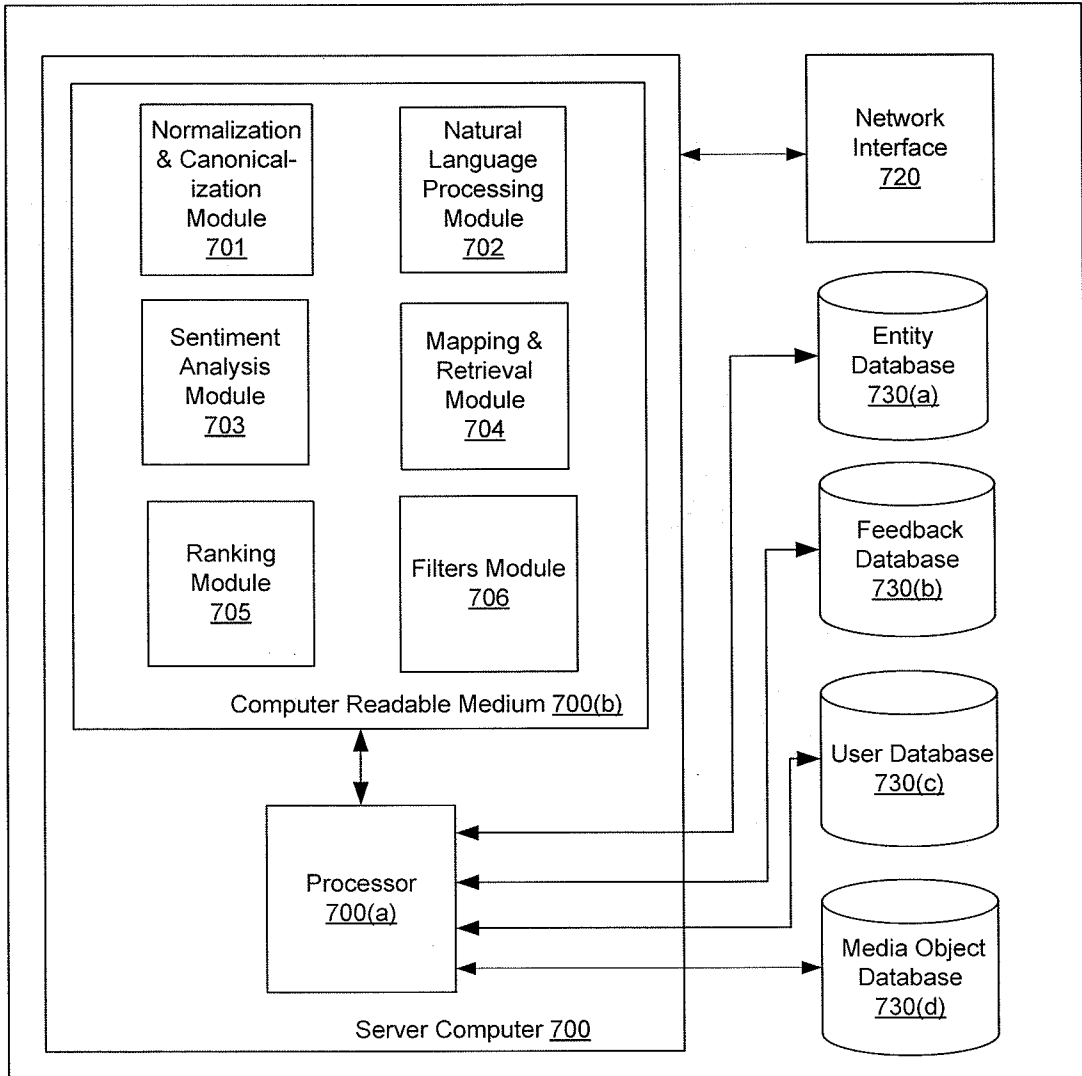 Normalization
& Canonical-
ization
Module
701
Natural
Language
Processing
Module
702
Sentiment
Analysis
Module
703
Mapping &
Retrieval
Module
704
Ranking
Module
705
Filters Module
706
Computer Readable Medium 700(b)
Processor
700(a)
Server Computer 700
Network
Interface
720
Entity
Database
730(a)
Feedback
Database
730(b)
User Database
730(c)
Media Object
Database
730(d)